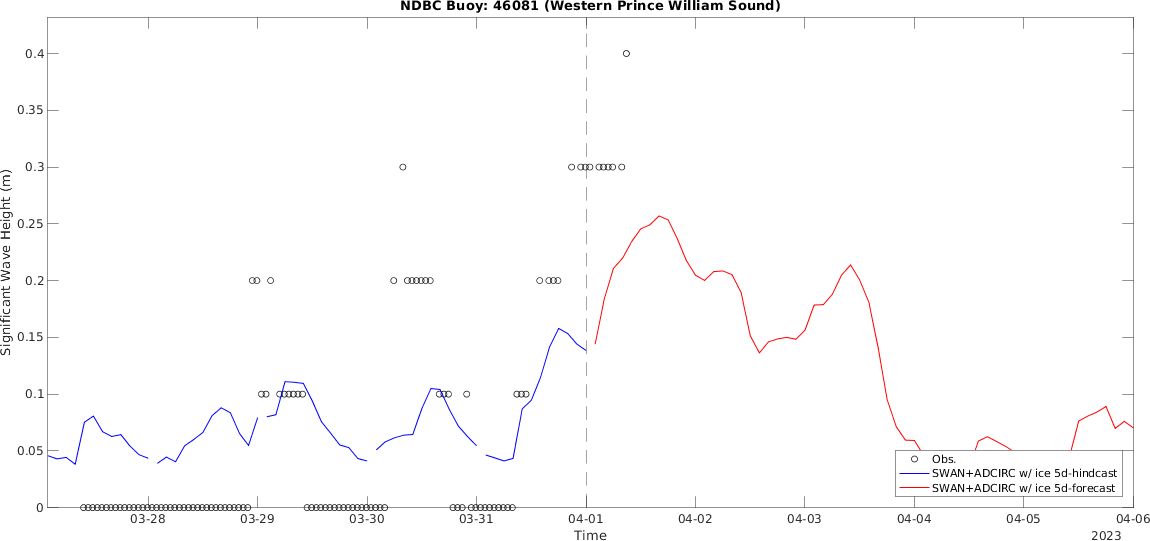 NDBC Buoy: 46081 (Western Prince William Sound)
Significant Wave Height (m)
0.4
0.35
0.3
0.25
0.2
0.15
0.1
0.05
0
Obs.
SWAN+ADCIRC w/ ice 5d-hindcast
SWAN+ADCIRC w/ ice 5d-forecast
03-28 03-29 03-30 03-31 04-01 04-02 04-03 04-04 04-05 04-06
Time
2023